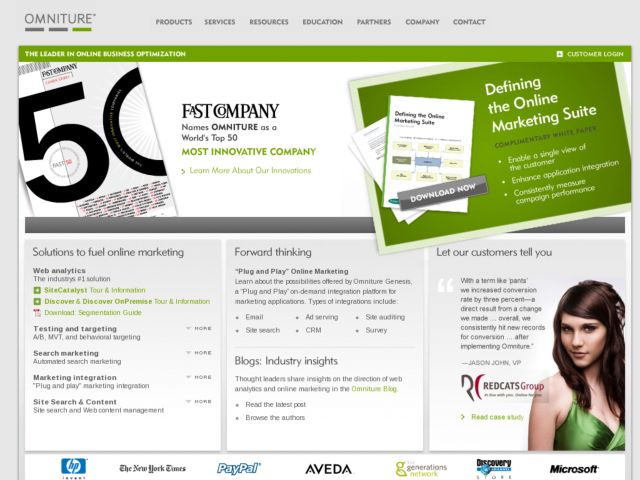 OMNITURE
PRODUCTS SERVICES RESOURCES EDUCATION PARTNERS COMPANY CONTACT
THE LEADER IN ONLINE BUSINESS OPTIMIZATION
CUSTOMER LOGIN
FAST COMPANY
50
FAST 50
FAST COMPANY
Names OMNITURE as a
World's Top 50
MOST INNOVATIVE COMPANY
Learn More About Our Innovations
Defining the Online
Marketing Suite
DOWNLOAD NOW
Defining
the Online
Marketing Suite
COMPLIMENTARY WHITE PAPER
• Enable a single view of
the customer
• Enhance application integration
• Consistently measure
campaign performance
Solutions to fuel online marketing
Web analytics
The industrys #1 solution
SiteCatalyst Tour & Information
Discover & Discover OnPremise Tour & Information
Download Segmentation Guide
Testing and targeting MORE
A/B, MVT, and behavioral targeting
Search marketing MORE
Automated search marketing
Marketing integration MORE
"Plug and play" marketing integration
Site Search & Content MORE
Site search and Web content management
Forward thinking
"Plug and Play" Online Marketing
Learn about the possibilities offered by Omniture Genesis,
a "Plug and Play" on-demand integration platform for
marketing applications. Types of integrations include:
Email Ad serving Site auditing
Site search CRM Survey
Blogs: Industry insights
Thought leaders share insights on the direction of web
analytics and online marketing in the Omniture Blog.
Read the latest post
Browse the authors
Let our customers tell you
With a term like 'pants'
we increased conversion
rate by three percent—a
direct result from a change
we made ... overall, we
consistently hit new records
for conversion ... after
implementing Omniture."
—JASON JOHN, VP
REDCATS Group
in line with you. Online for you.
Read case study
hp
invent
The New York Times
PayPal
AVEDA
the generations
network
Discovery
CHANNEL
STORE
Microsoft